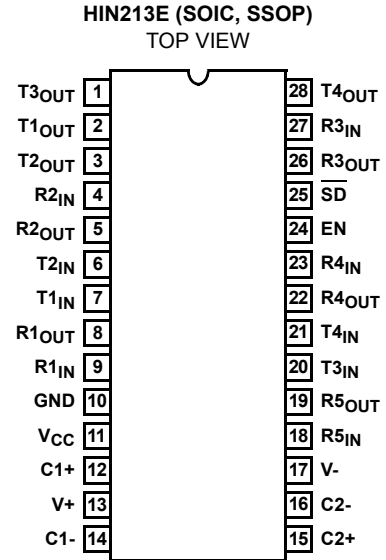 HIN213E (SOIC, SSOP)
TOP VIEW
T3OUT 1 28 T4OUT
T1OUT 2 27 R3IN
T2OUT 3 26 R3OUT
R2IN 4 25 S̅D̅
R2OUT 5 24 EN
T2IN 6 23 R4IN
T1IN 7 22 R4OUT
R1OUT 8 21 T4IN
R1IN 9 20 T3IN
GND 10 19 R5OUT
VCC 11 18 R5IN
C1+ 12 17 V-
V+ 13 16 C2-
C1- 14 15 C2+